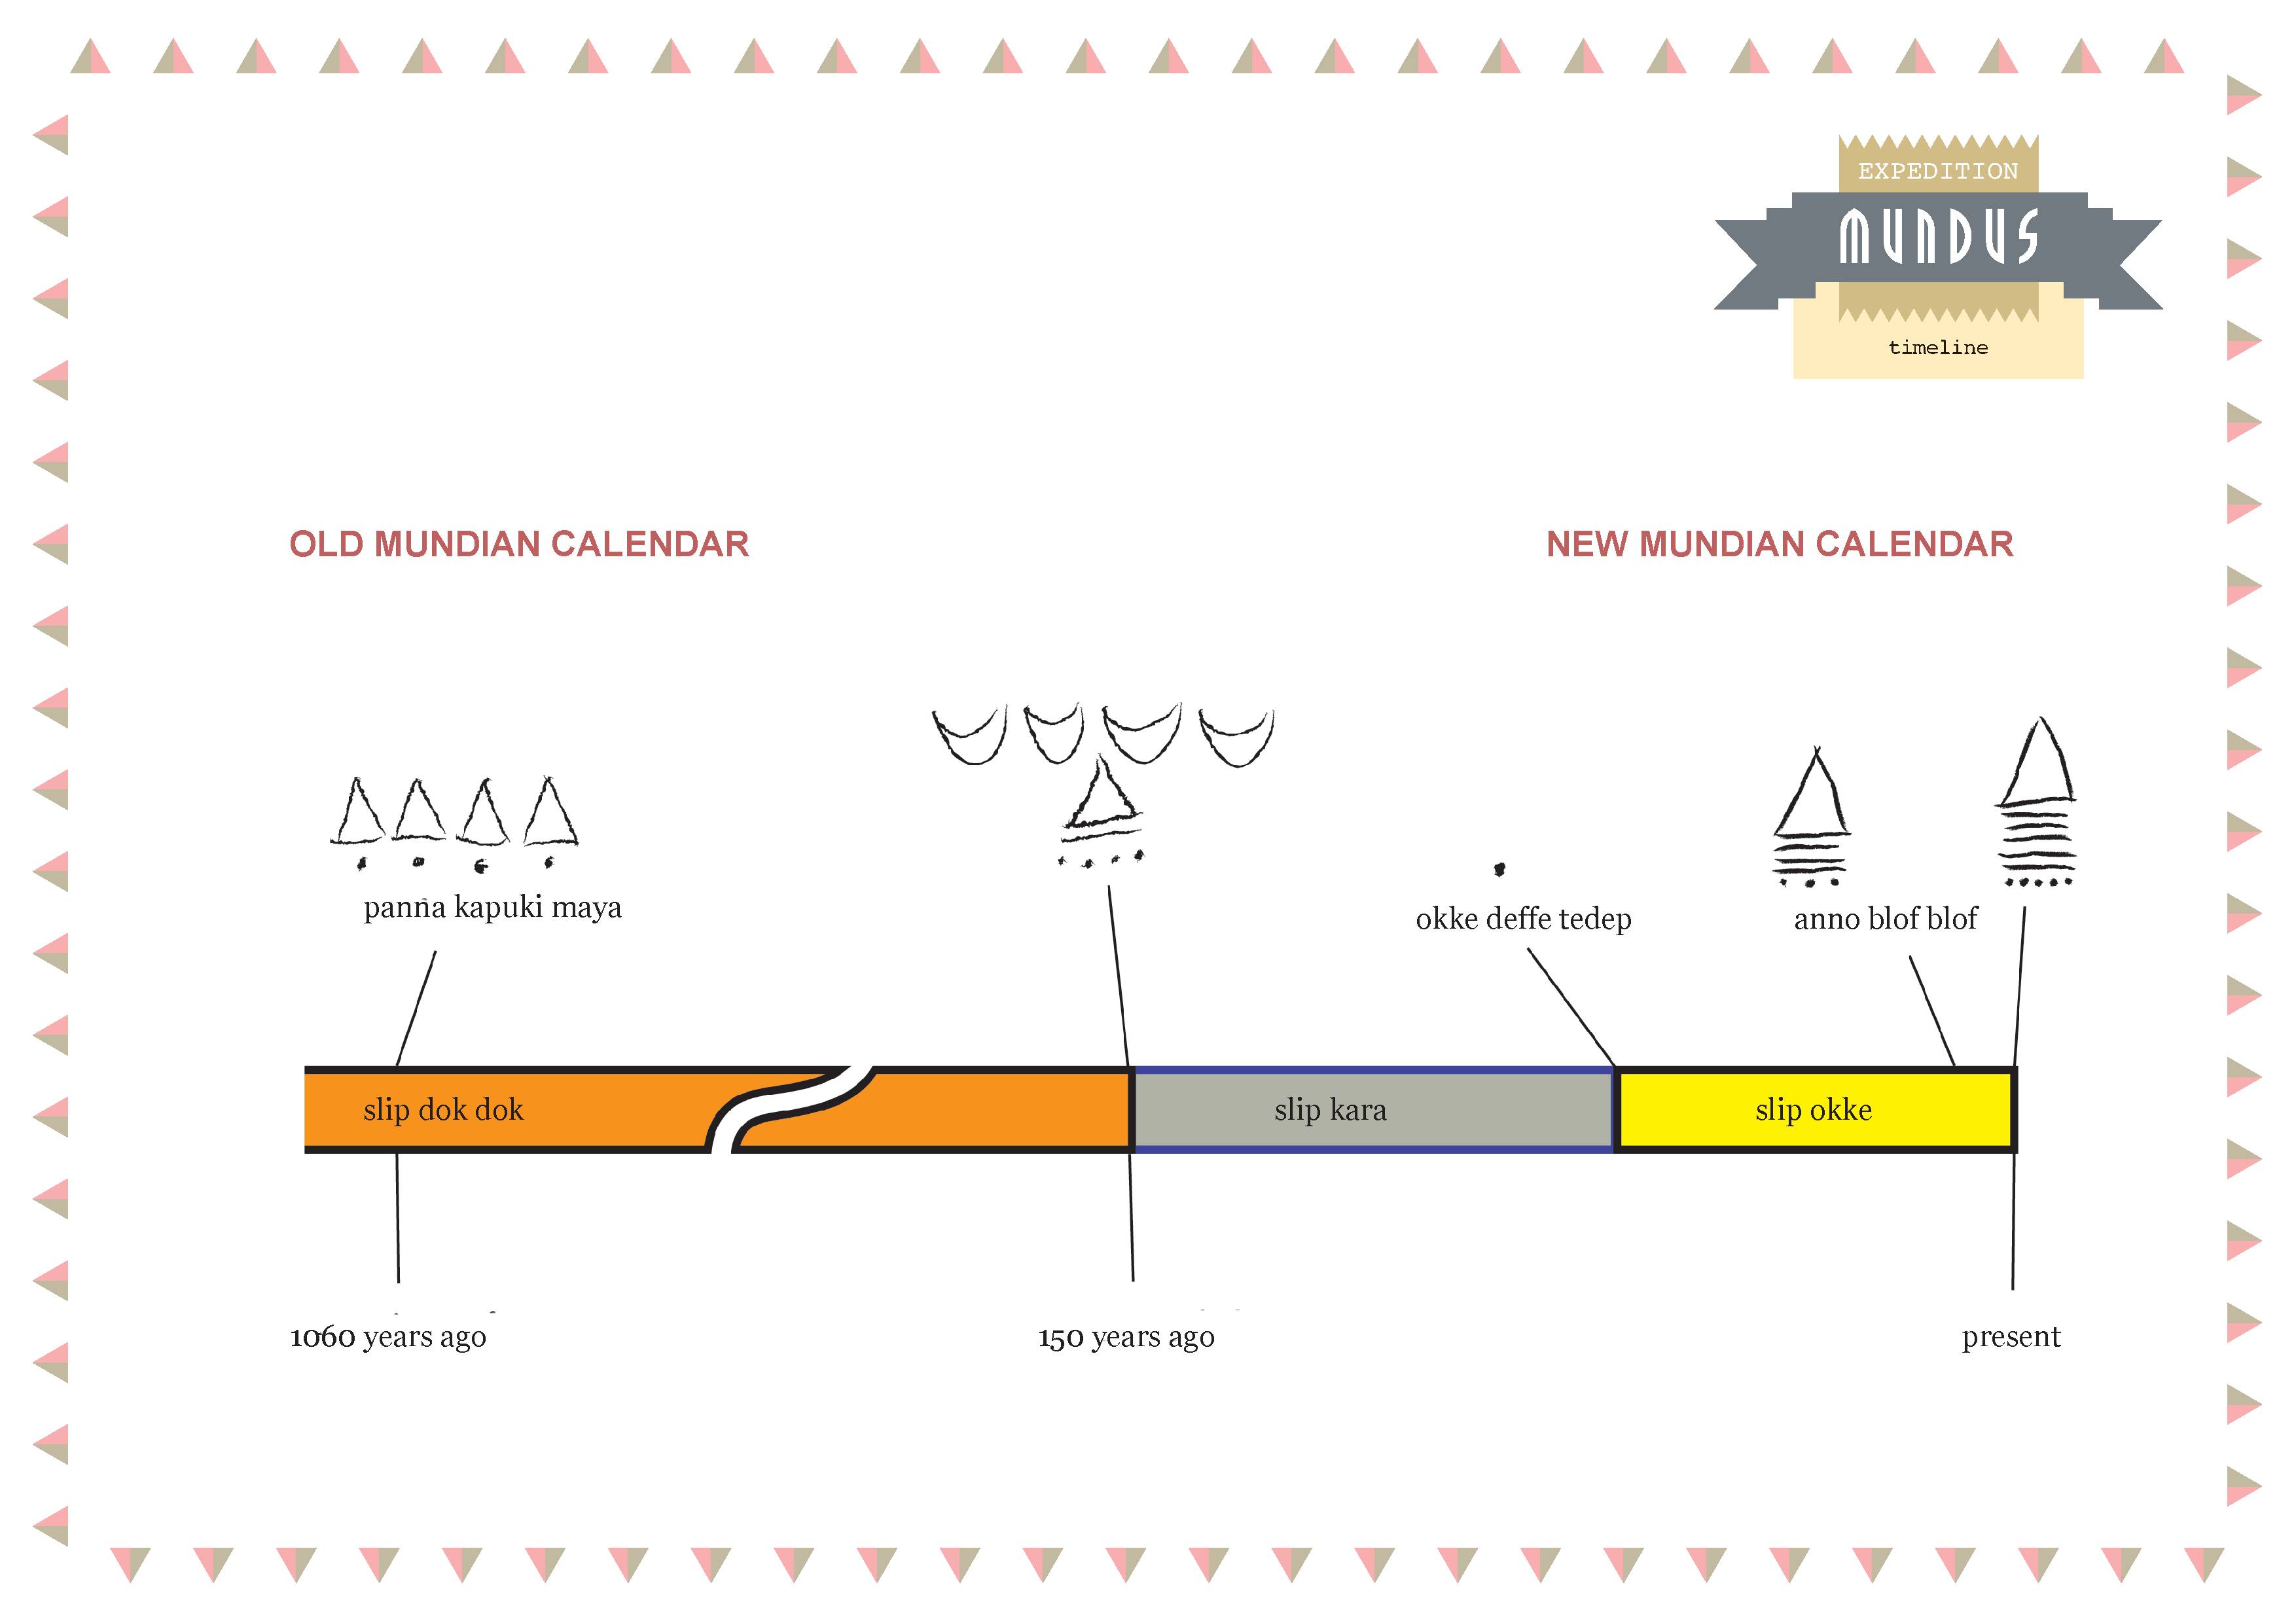 EXPEDITION
MUNDUS
timeline
OLD MUNDIAN CALENDAR
NEW MUNDIAN CALENDAR
panna kapuki maya
okke deffe tedep
anno blof blof
slip dok dok
slip kara
slip okke
1060 years ago
150 years ago
present